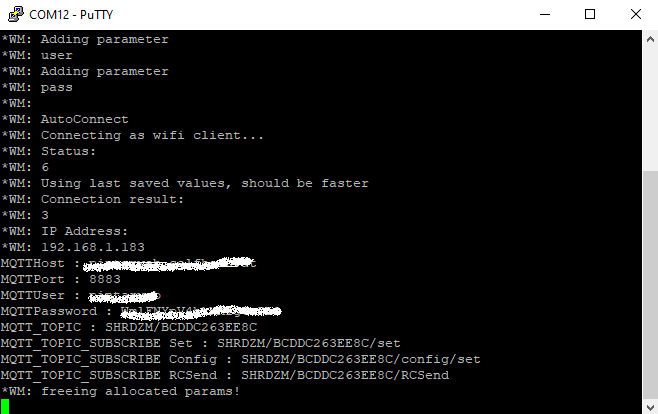 COM12 - PuTTY
*WM: Adding parameter
*WM: user
*WM: Adding parameter
*WM: pass
*WM:
*WM: AutoConnect
*WM: Connecting as wifi client...
*WM: Status:
*WM: 6
*WM: Using last saved values, should be faster
*WM: Connection result:
*WM: 3
*WM: IP Address:
*WM: 192.168.1.183
MQTTHost :
MQTTPort : 8883
MQTTUser :
MQTTPassword :
MQTT_TOPIC : SHRDZM/BCDDC263EE8C
MQTT_TOPIC_SUBSCRIBE Set : SHRDZM/BCDDC263EE8C/set
MQTT_TOPIC_SUBSCRIBE Config : SHRDZM/BCDDC263EE8C/config/set
MQTT_TOPIC_SUBSCRIBE RCSend : SHRDZM/BCDDC263EE8C/RCSend
*WM: freeing allocated params!